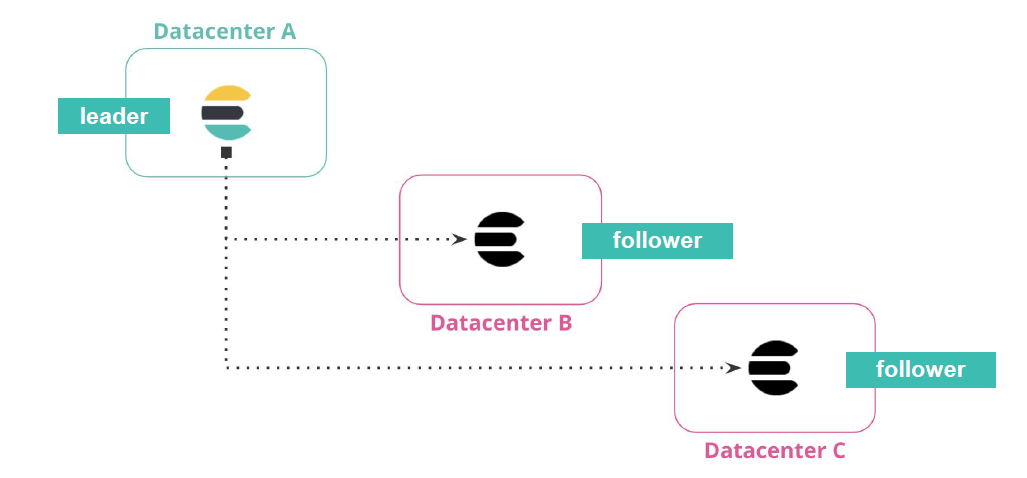 Datacenter A
leader
follower
Datacenter B
follower
Datacenter C